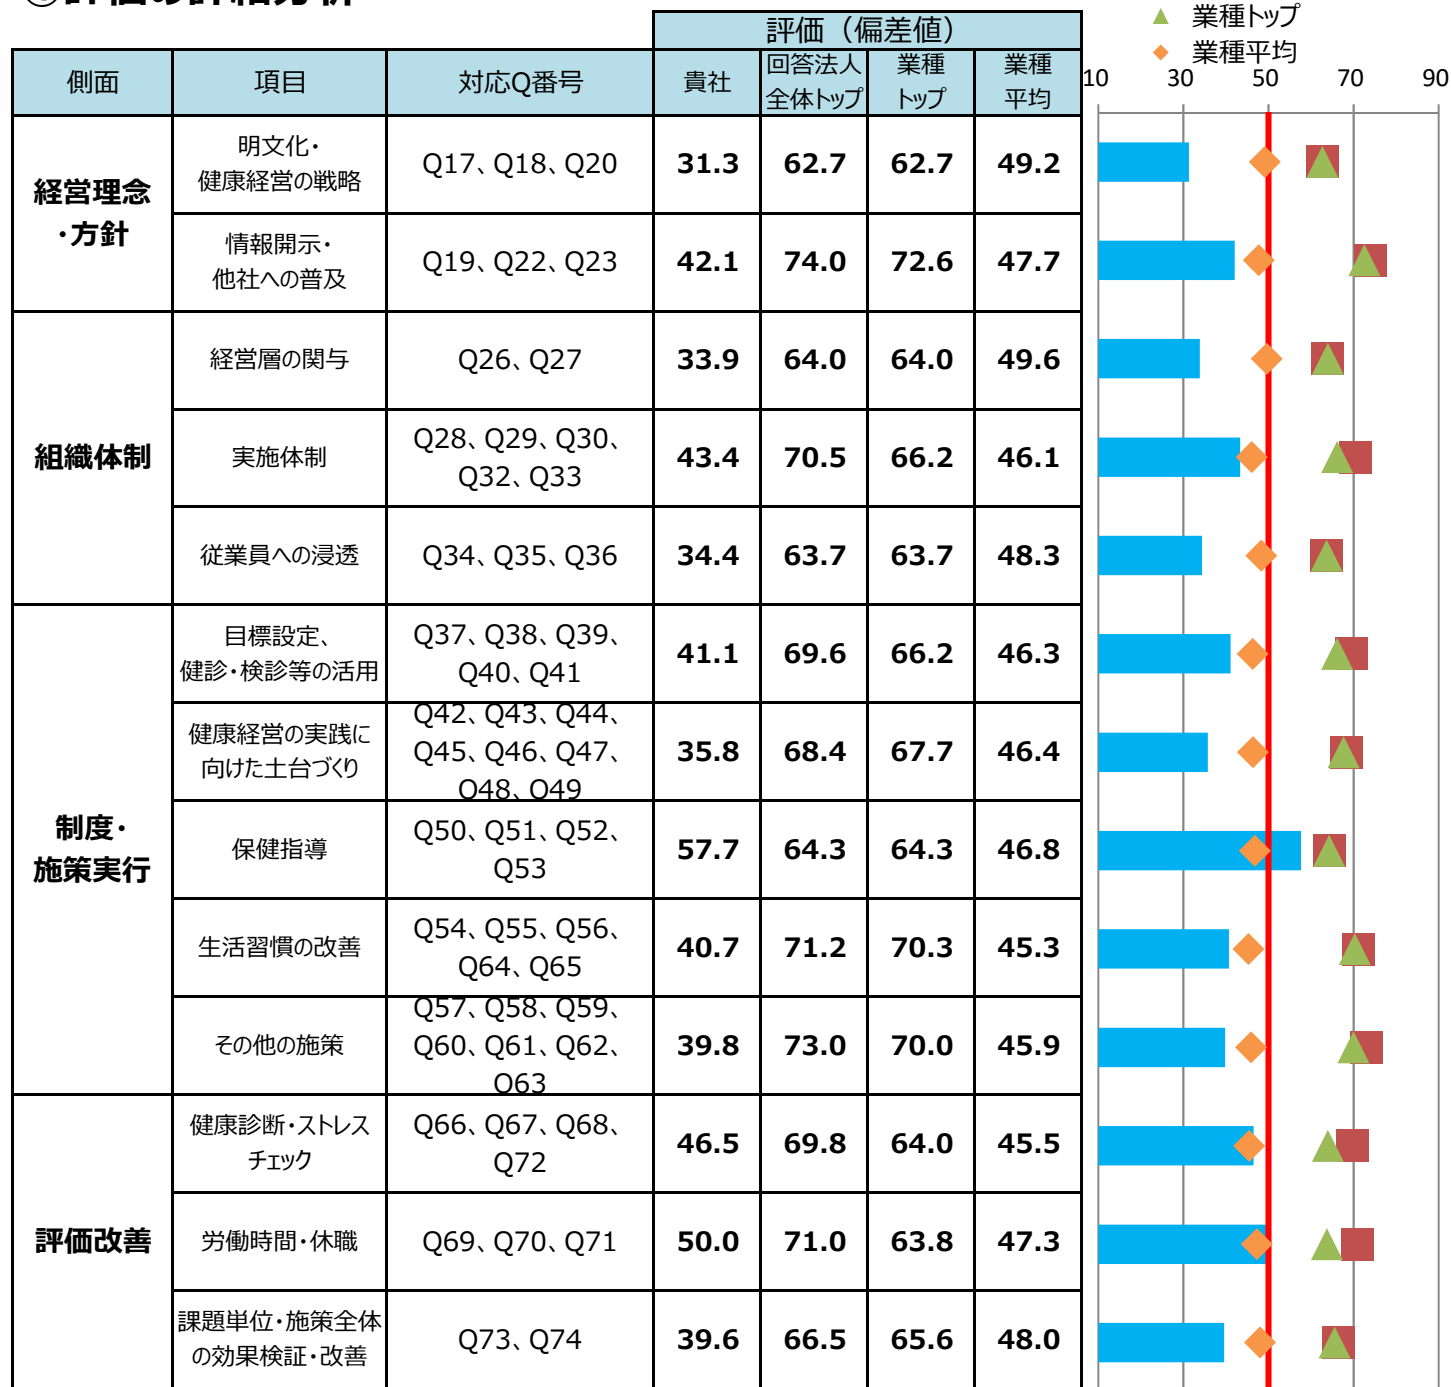 業種トップ
業種平均
評価（偏差値）
側面 項目 対応Q番号 貴社 回答法人 業種 業種
全体トップ トップ 平均
10 30 50 70 90
経営理念
・方針
明文化・
健康経営の戦略
Q17、Q18、Q20
31.3 62.7 62.7 49.2
情報開示・
他社への普及
Q19、Q22、Q23
42.1 74.0 72.6 47.7
組織体制
経営層の関与
Q26、Q27
33.9 64.0 64.0 49.6
実施体制
Q28、Q29、Q30、
Q32、Q33
43.4 70.5 66.2 46.1
従業員への浸透
Q34、Q35、Q36
34.4 63.7 63.7 48.3
制度・
施策実行
目標設定、
健診・検診等の活用
Q37、Q38、Q39、
Q40、Q41
41.1 69.6 66.2 46.3
健康経営の実践に
向けた土台づくり
Q42、Q43、Q44、
Q45、Q46、Q47、
Q48、Q49
35.8 68.4 67.7 46.4
保健指導
Q50、Q51、Q52、
Q53
57.7 64.3 64.3 46.8
生活習慣の改善
Q54、Q55、Q56、
Q64、Q65
40.7 71.2 70.3 45.3
その他の施策
Q57、Q58、Q59、
Q60、Q61、Q62、
Q63
39.8 73.0 70.0 45.9
評価改善
健康診断・ストレス
チェック
Q66、Q67、Q68、
Q72
46.5 69.8 64.0 45.5
労働時間・休職
Q69、Q70、Q71
50.0 71.0 63.8 47.3
課題単位・施策全体
の効果検証・改善
Q73、Q74
39.6 66.5 65.6 48.0